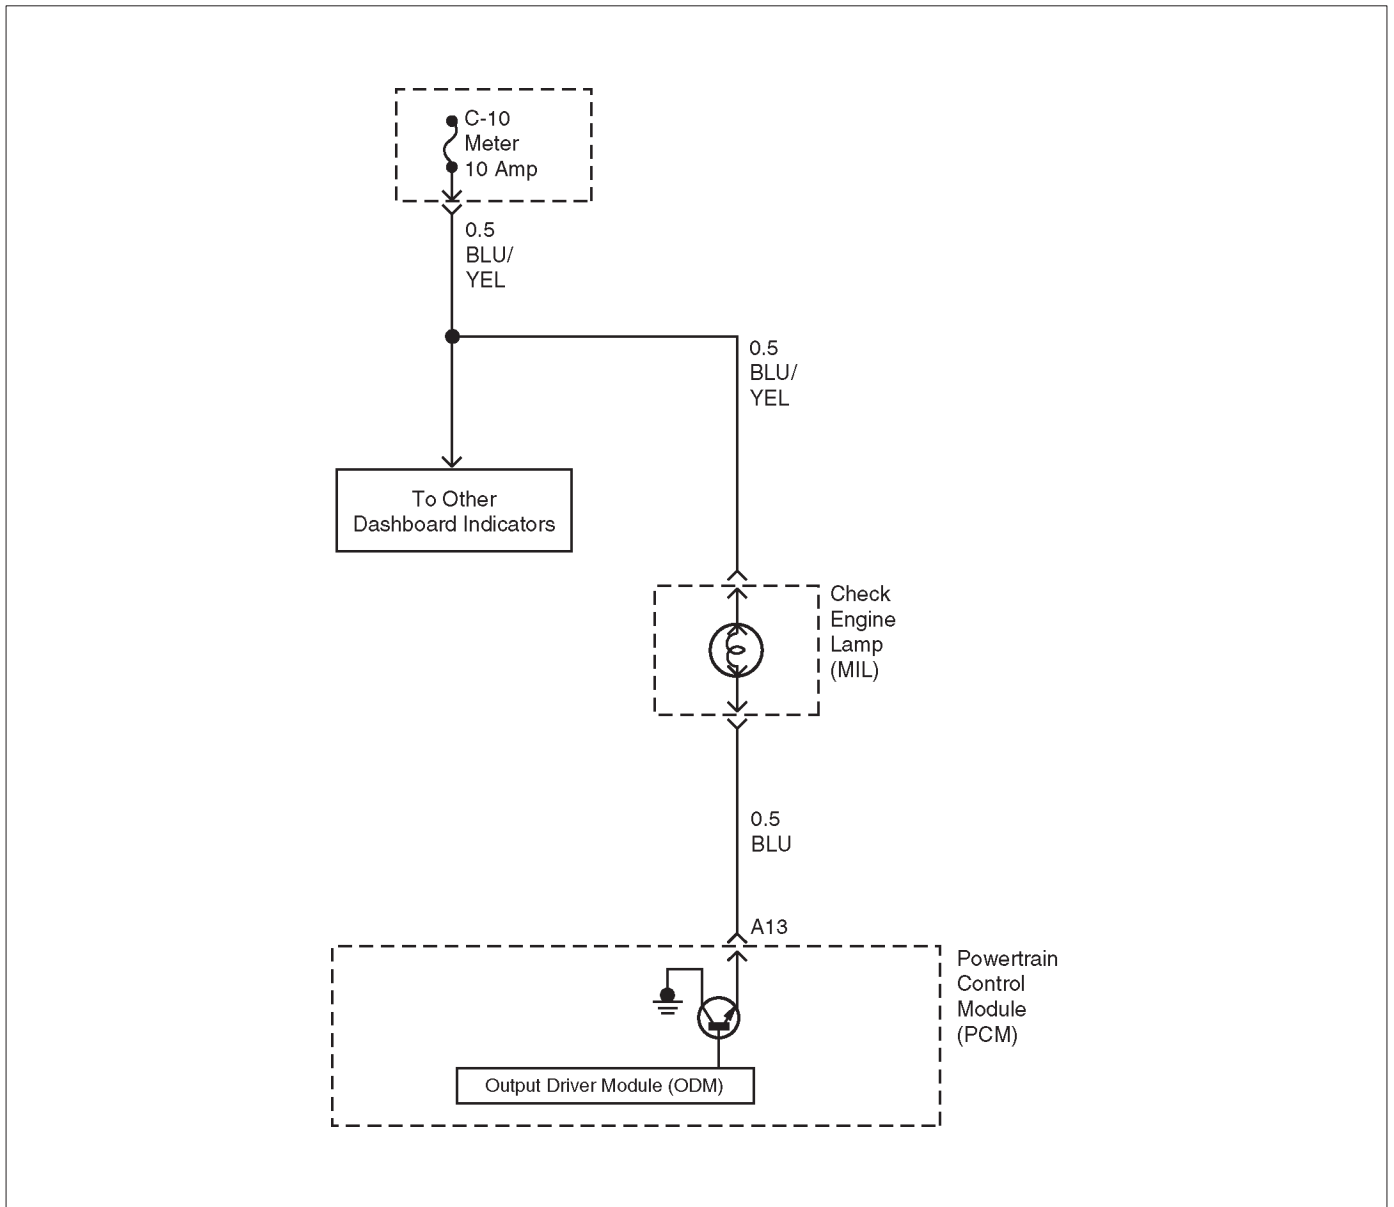 C-10
Meter
10 Amp
0.5
BLU/
YEL
0.5
BLU/
YEL
To Other
Dashboard Indicators
Check
Engine
Lamp
(MIL)
0.5
BLU
A13
Powertrain
Control
Module
(PCM)
Output Driver Module (ODM)